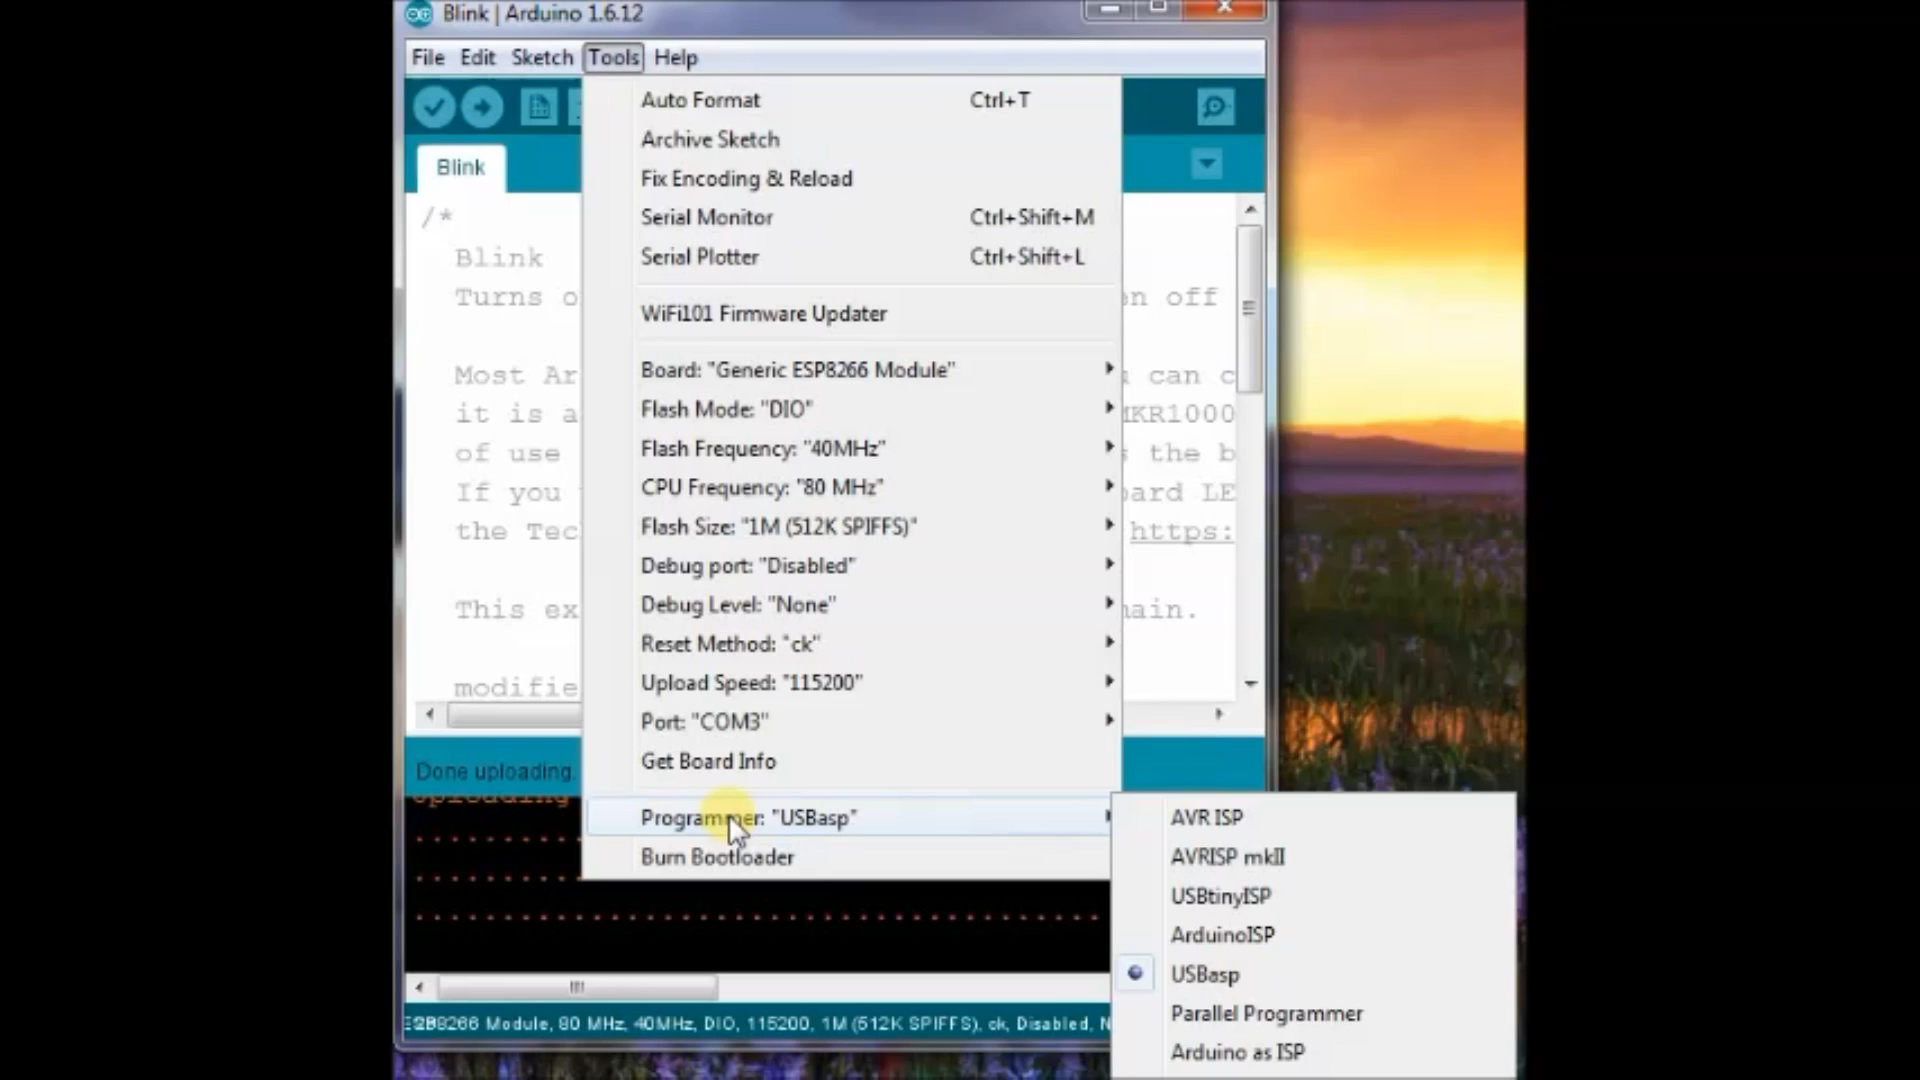 Blink | Arduino 1.6.12
File Edit Sketch Tools Help
Auto Format Ctrl+T
Archive Sketch
Fix Encoding & Reload
Serial Monitor Ctrl+Shift+M
Serial Plotter Ctrl+Shift+L
WiFi101 Firmware Updater
Board: "Generic ESP8266 Module"
Flash Mode: "DIO"
Flash Frequency: "40MHz"
CPU Frequency: "80 MHz"
Flash Size: "1M (512K SPIFFS)"
Debug port: "Disabled"
Debug Level: "None"
Reset Method: "ck"
Upload Speed: "115200"
Port: "COM3"
Get Board Info
Programmer: "USBasp"
Burn Bootloader
AVR ISP
AVRISP mkII
USBtinyISP
ArduinoISP
USBasp
Parallel Programmer
Arduino as ISP
Blink
/*
Blink
Turns o en off
Most Ar can c
it is a MKR1000
of use the b
If you ard LE
the Tec https:
This ex main.
modifie
Done uploading.
Uploading
8266 Module, 80 MHz, 40MHz, DIO, 115200, 1M (512K SPIFFS), ck, Disabled, N